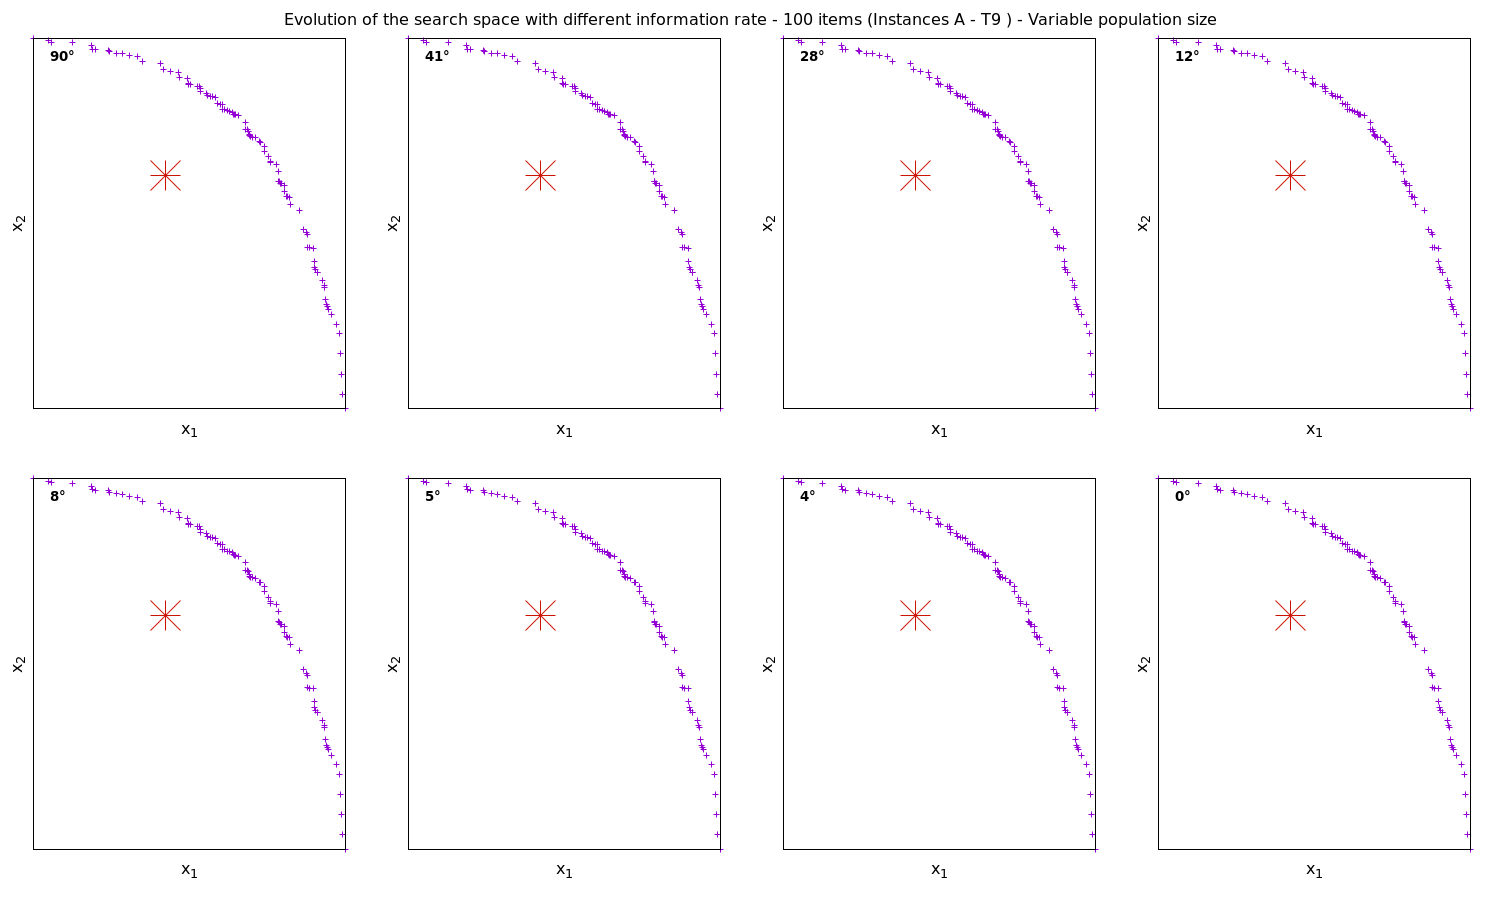 Evolution of the search space with different information rate - 100 items (Instances A - T9 ) - Variable population size
90° 41° 28° 12°
x2 x2 x2 x2
x1 x1 x1 x1
8° 5° 4° 0°
x2 x2 x2 x2
x1 x1 x1 x1